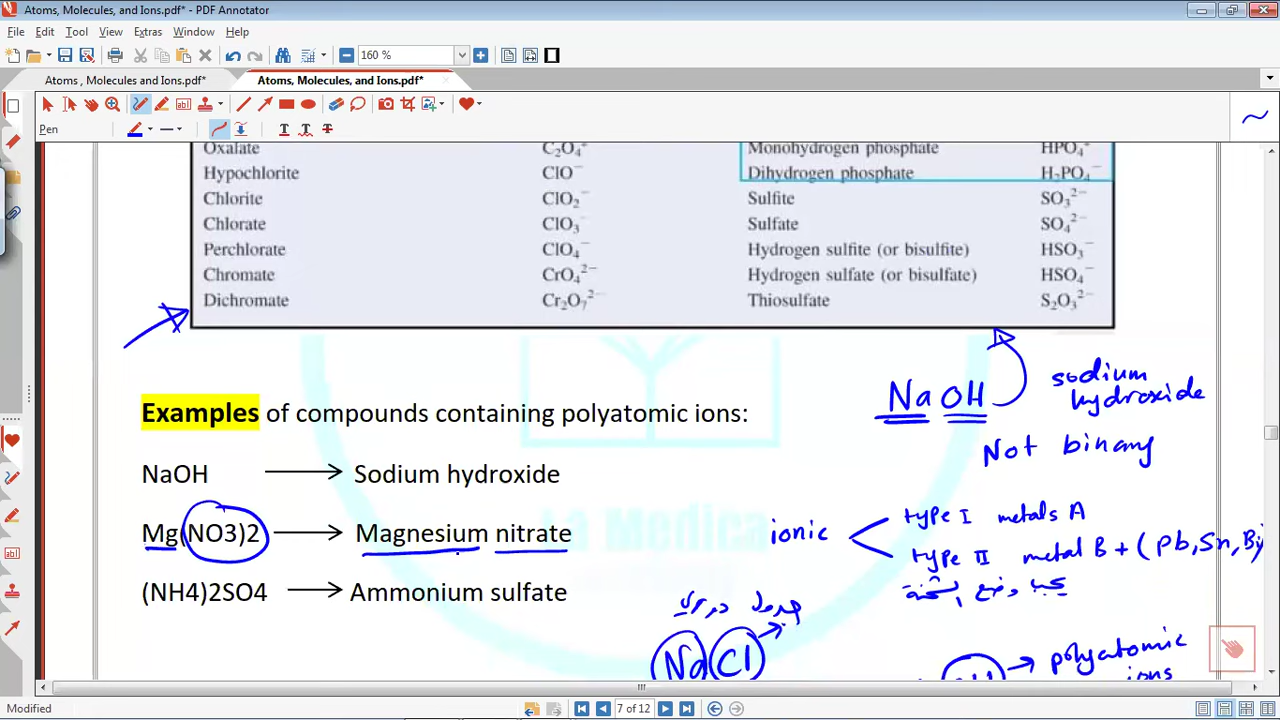 Atoms, Molecules, and Ions.pdf* - PDF Annotator
File Edit Tool View Extras Window Help
160 %
Atoms , Molecules and Ions.pdf* Atoms, Molecules, and Ions.pdf*
Pen
Oxalate C₂O₄ Monohydrogen phosphate HPO₄
Hypochlorite ClO⁻ Dihydrogen phosphate H₂PO₄⁻
Chlorite ClO₂⁻ Sulfite SO₃²⁻
Chlorate ClO₃⁻ Sulfate SO₄²⁻
Perchlorate ClO₄⁻ Hydrogen sulfite (or bisulfite) HSO₃⁻
Chromate CrO₄²⁻ Hydrogen sulfate (or bisulfate) HSO₄⁻
Dichromate Cr₂O₇²⁻ Thiosulfate S₂O₃²⁻
NaOH sodium hydroxide
Not binary
Examples of compounds containing polyatomic ions:
NaOH → Sodium hydroxide
Mg(NO3)2 → Magnesium nitrate
(NH4)2SO4 → Ammonium sulfate
La Medica
ionic
type I metals A
type II metal B + (Pb, Sn, Bi)
NaCl →
OH → polyatomic ions
Modified
7 of 12